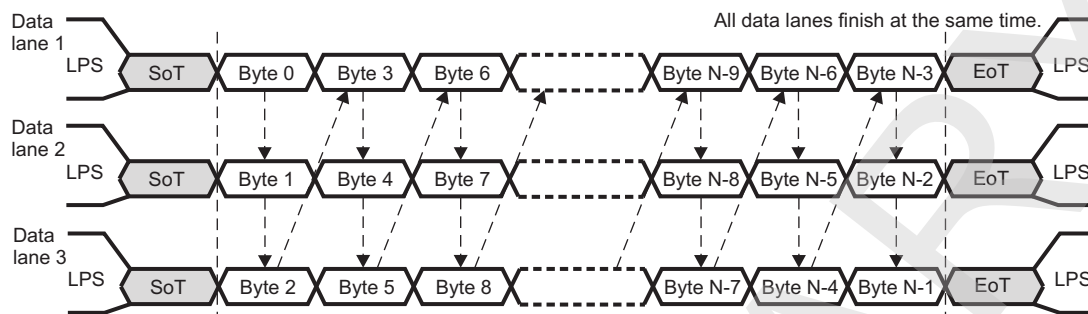 All data lanes finish at the same time.
Data
lane 1
LPS SoT Byte 0 Byte 3 Byte 6 Byte N-9 Byte N-6 Byte N-3 EoT LPS
Data
lane 2
LPS SoT Byte 1 Byte 4 Byte 7 Byte N-8 Byte N-5 Byte N-2 EoT LPS
Data
lane 3
LPS SoT Byte 2 Byte 5 Byte 8 Byte N-7 Byte N-4 Byte N-1 EoT LPS